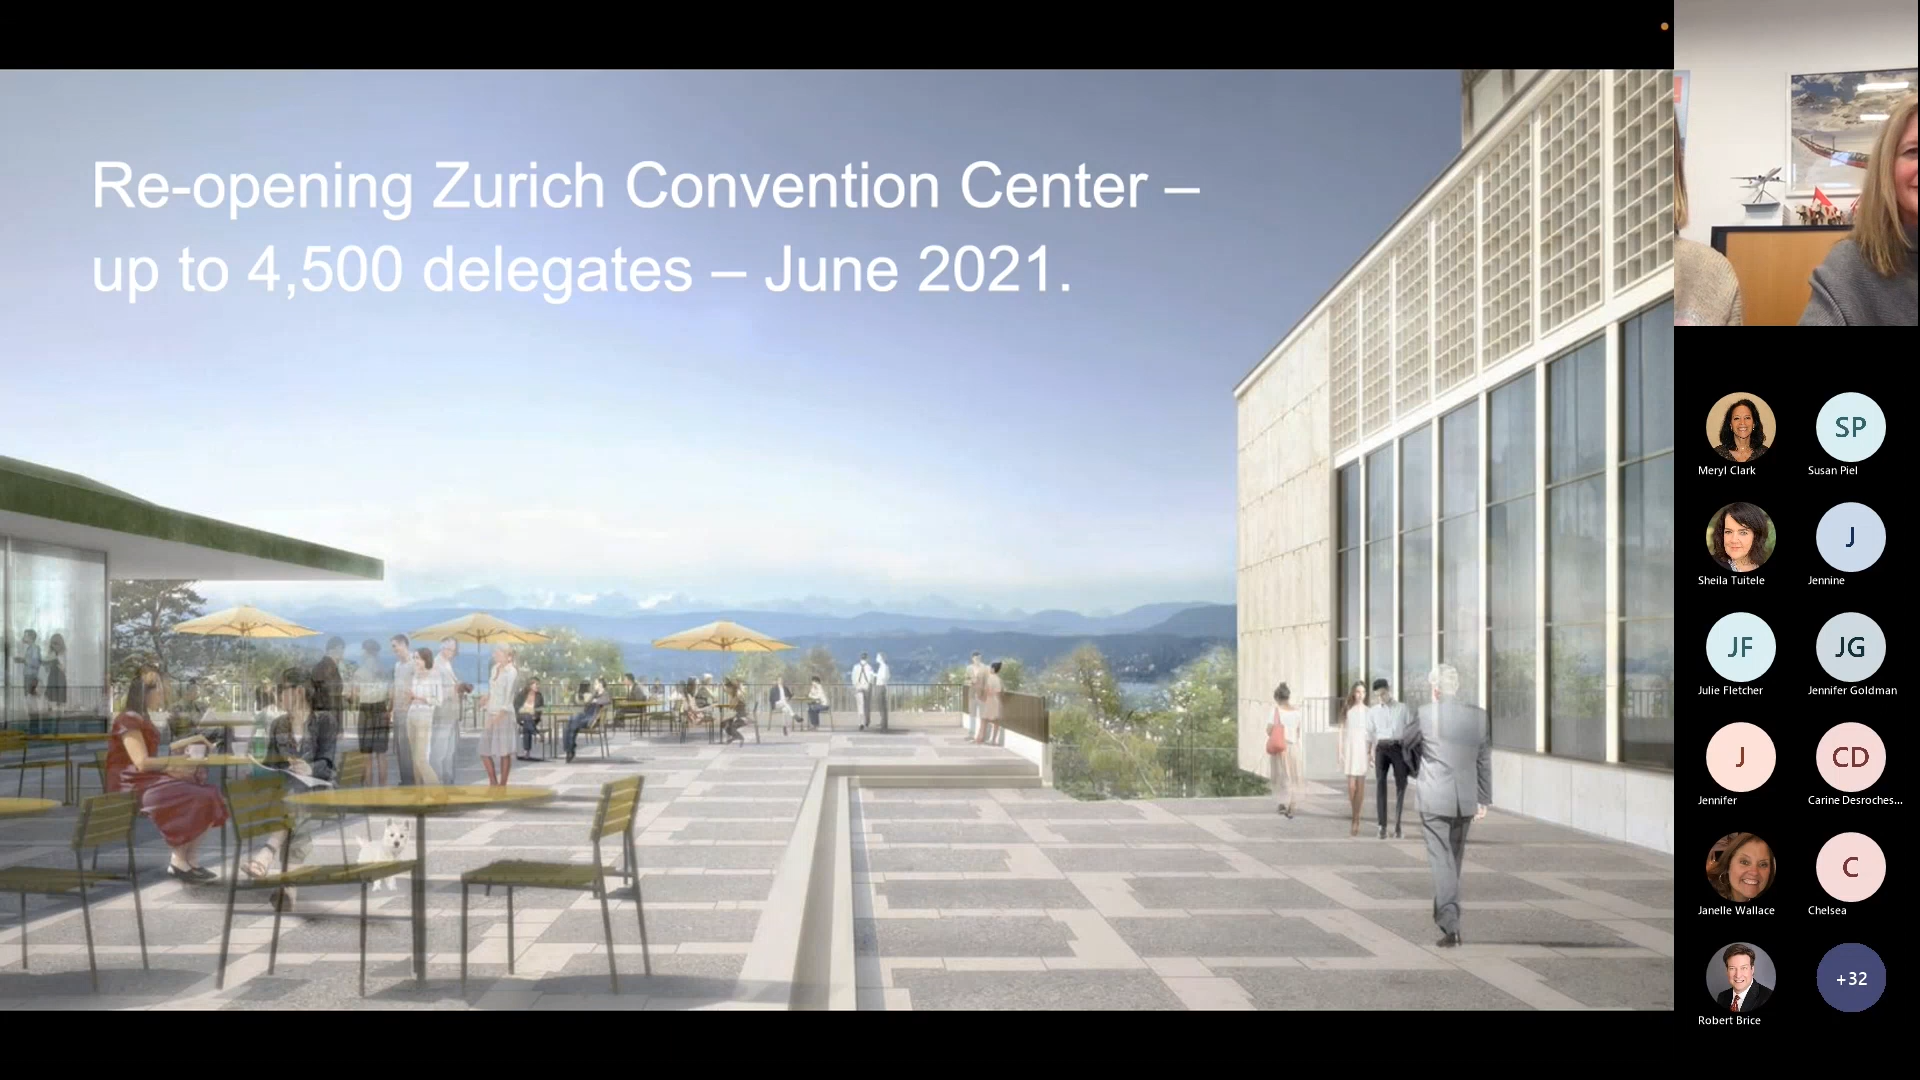 Re-opening Zurich Convention Center –
up to 4,500 delegates – June 2021.
Meryl Clark
SP
Susan Piel
Sheila Tuitele
J
Jennine
JF
Julie Fletcher
JG
Jennifer Goldman
J
Jennifer
CD
Carine Desroches...
Janelle Wallace
C
Chelsea
Robert Brice
+32